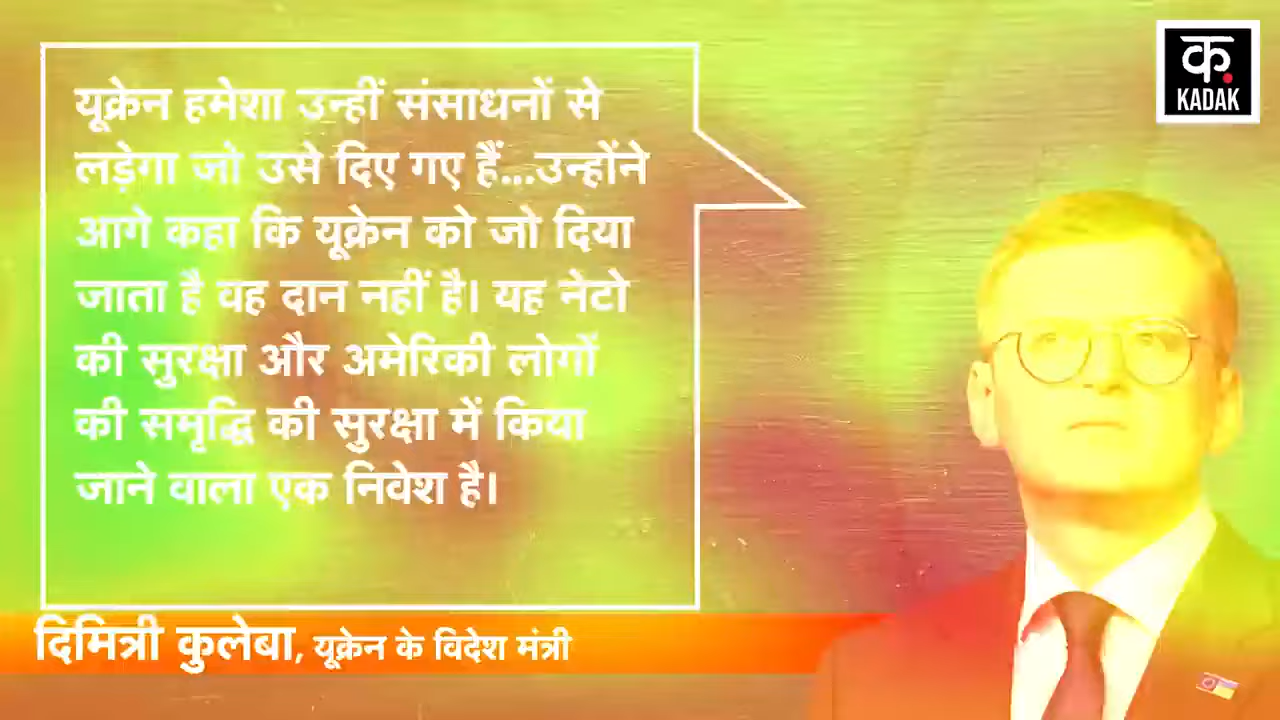 यूक्रेन हमेशा उन्हीं संसाधनों से
लड़ेगा जो उसे दिए गए हैं...उन्होंने
आगे कहा कि यूक्रेन को जो दिया
जाता है वह दान नहीं है। यह नेटो
की सुरक्षा और अमेरिकी लोगों
की समृद्धि की सुरक्षा में किया
जाने वाला एक निवेश है।
दिमित्री कुलेबा, यूक्रेन के विदेश मंत्री
क
KADAK